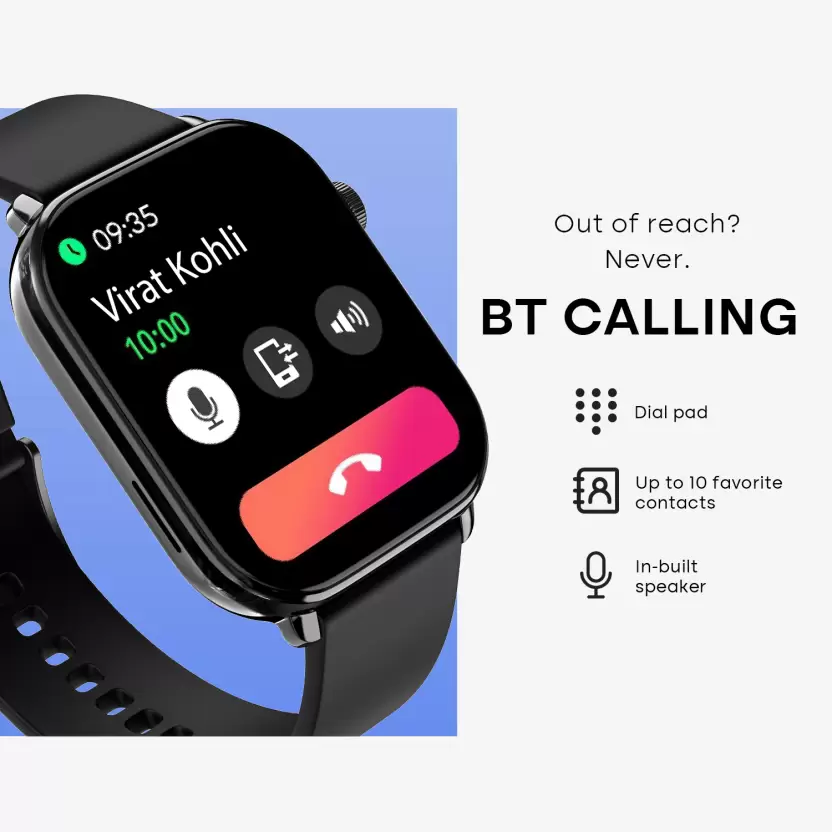 09:35
Virat Kohli
10:00
Out of reach?
Never.
BT CALLING
Dial pad
Up to 10 favorite
contacts
In-built
speaker